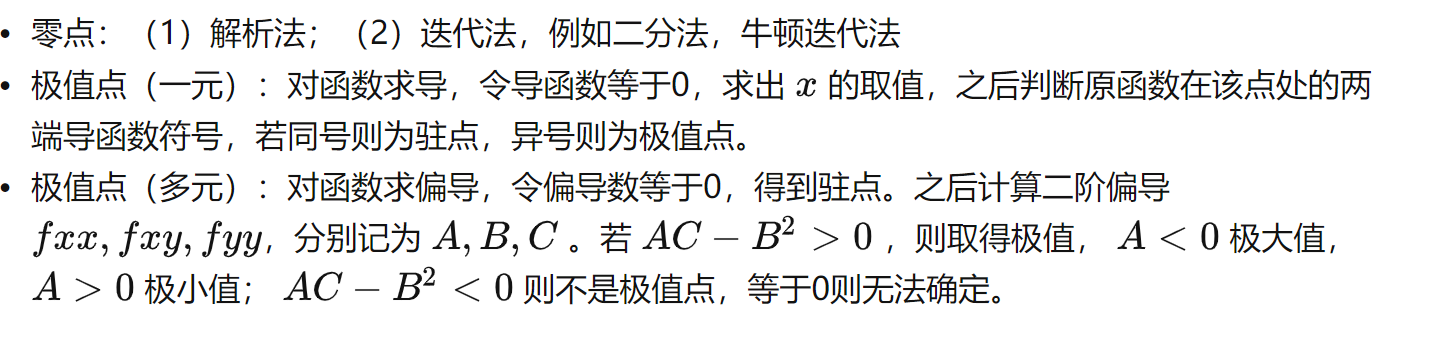 • 零点：（1）解析法；（2）迭代法，例如二分法，牛顿迭代法
• 极值点（一元）：对函数求导，令导函数等于0，求出 x 的取值，之后判断原函数在该点处的两
端导函数符号，若同号则为驻点，异号则为极值点。
• 极值点（多元）：对函数求偏导，令偏导数等于0，得到驻点。之后计算二阶偏导
fxx, fxy, fyy，分别记为 A, B, C 。若 AC − B² > 0 ，则取得极值， A < 0 极大值，
A > 0 极小值； AC − B² < 0 则不是极值点，等于0则无法确定。